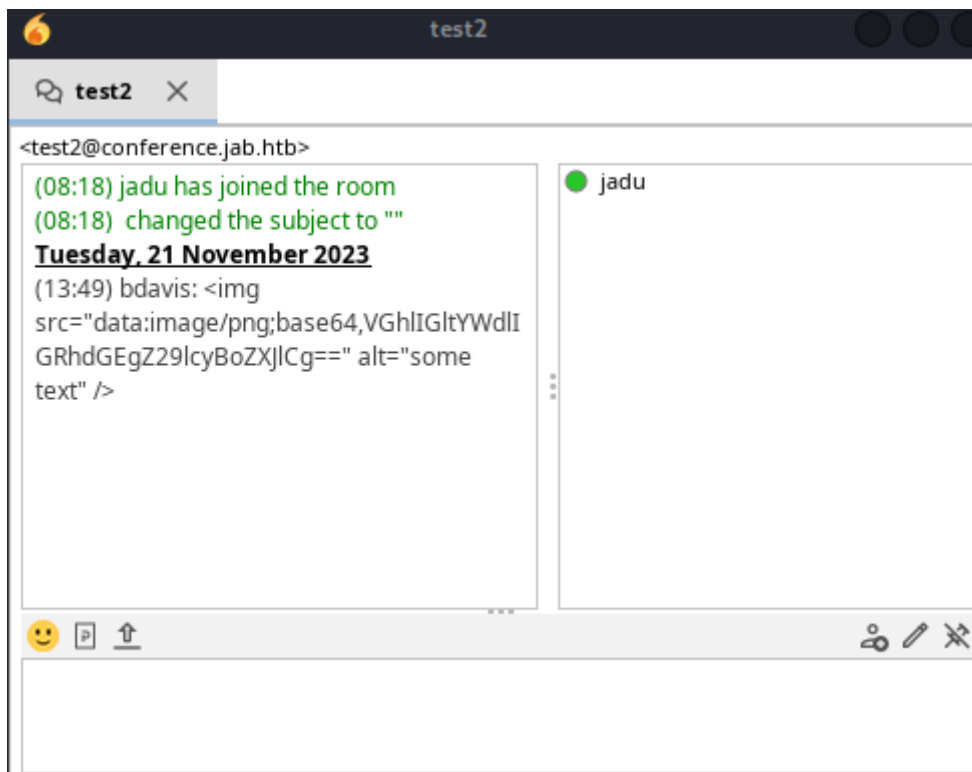 test2
test2
<test2@conference.jab.htb>
(08:18) jadu has joined the room
(08:18)  changed the subject to ""
Tuesday, 21 November 2023
(13:49) bdavis: <img
src="data:image/png;base64,VGhlIGltYWdlI
GRhdGEgZ29lcyBoZXJlCg==" alt="some
text" />
jadu